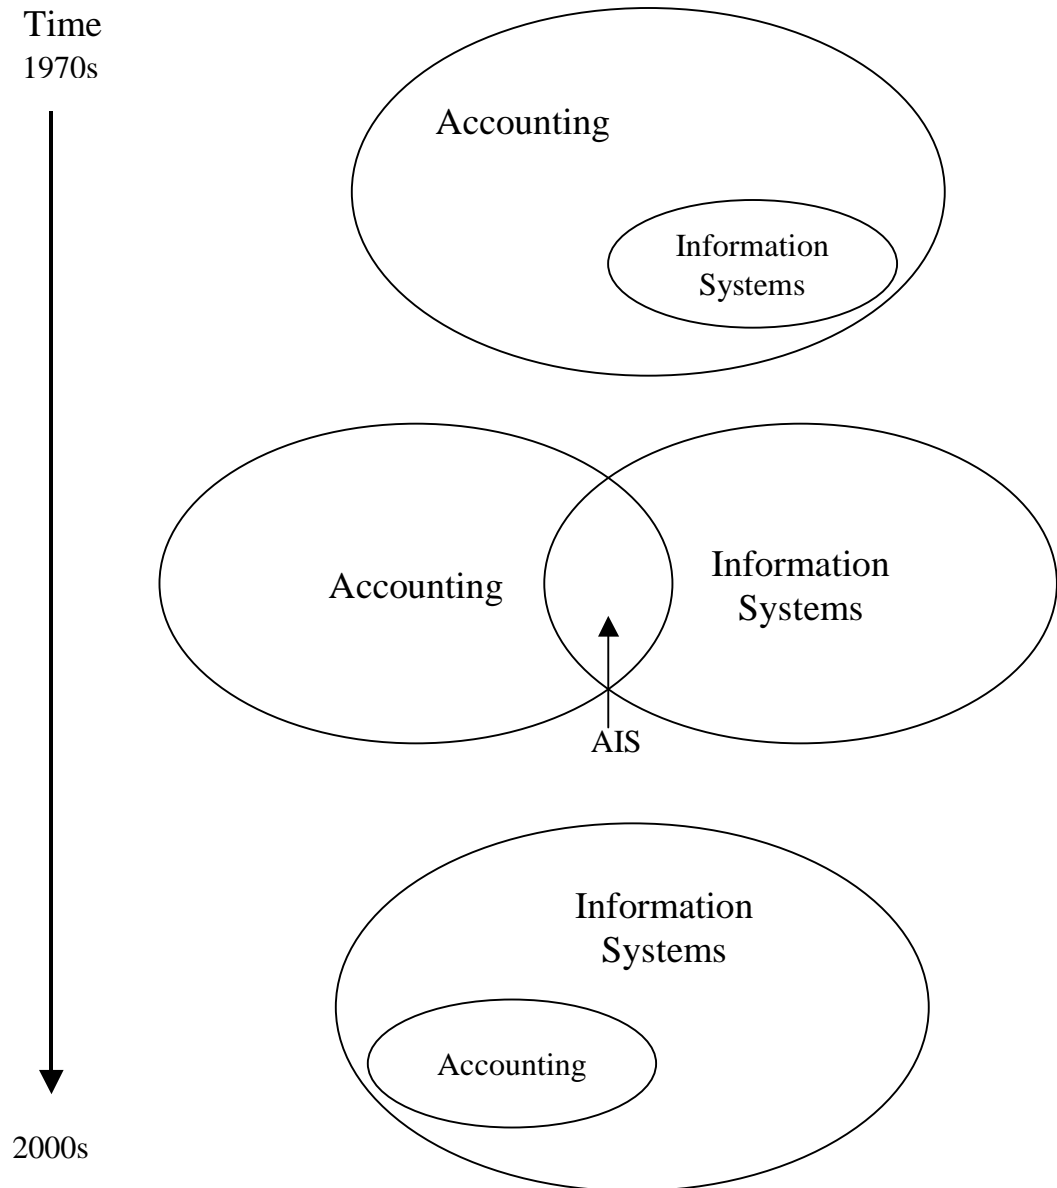 Time
1970s
Accounting
Information
Systems
Accounting
Information
Systems
AIS
Information
Systems
Accounting
2000s